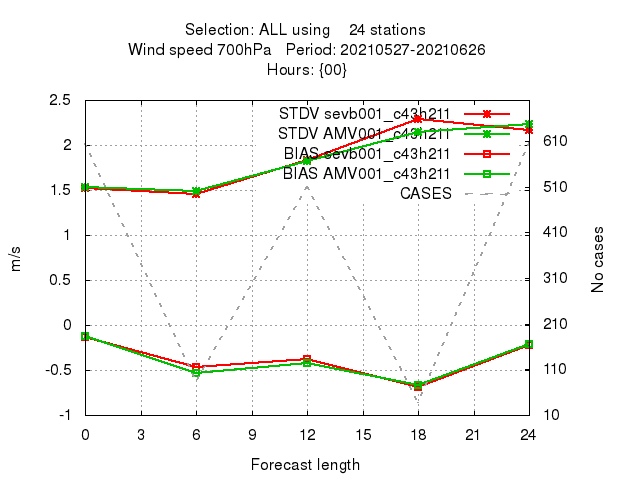 Selection: ALL using    24 stations
Wind speed 700hPa   Period: 20210527-20210626
Hours: {00}
STDV sevb001_c43h211
STDV AMV001_c43h211
BIAS sevb001_c43h211
BIAS AMV001_c43h211
CASES
2.5
2
1.5
1
0.5
0
-0.5
-1
m/s
610
510
410
310
210
110
10
No cases
0 3 6 9 12 15 18 21 24
Forecast length